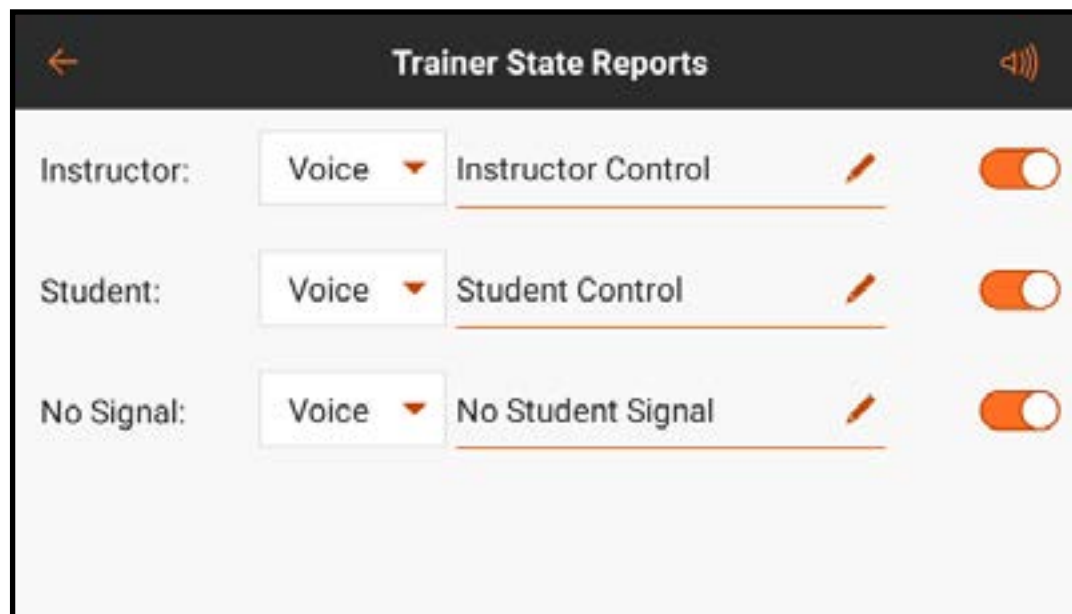 Trainer State Reports
Instructor: Voice Instructor Control
Student: Voice Student Control
No Signal: Voice No Student Signal